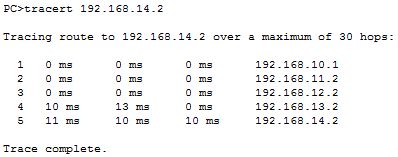 PC>tracert 192.168.14.2
Tracing route to 192.168.14.2 over a maximum of 30 hops:
1 0 ms 0 ms 0 ms 192.168.10.1
2 0 ms 0 ms 0 ms 192.168.11.2
3 0 ms 0 ms 0 ms 192.168.12.2
4 10 ms 13 ms 0 ms 192.168.13.2
5 11 ms 10 ms 10 ms 192.168.14.2
Trace complete.